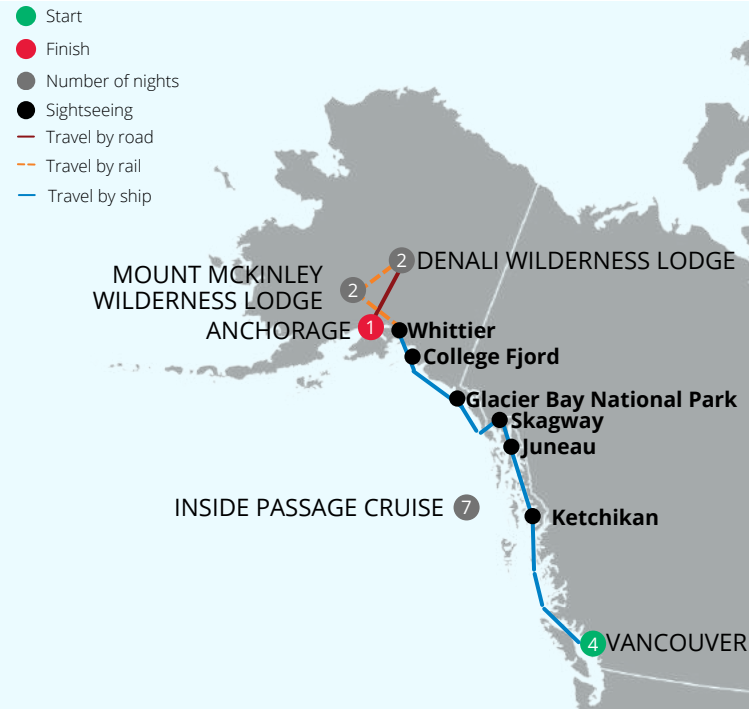 Start
Finish
Number of nights
Sightseeing
Travel by road
Travel by rail
Travel by ship
2 DENALI WILDERNESS LODGE
MOUNT MCKINLEY
WILDERNESS LODGE
2
ANCHORAGE 1
Whittier
College Fjord
Glacier Bay National Park
Skagway
Juneau
INSIDE PASSAGE CRUISE 7
Ketchikan
4 VANCOUVER